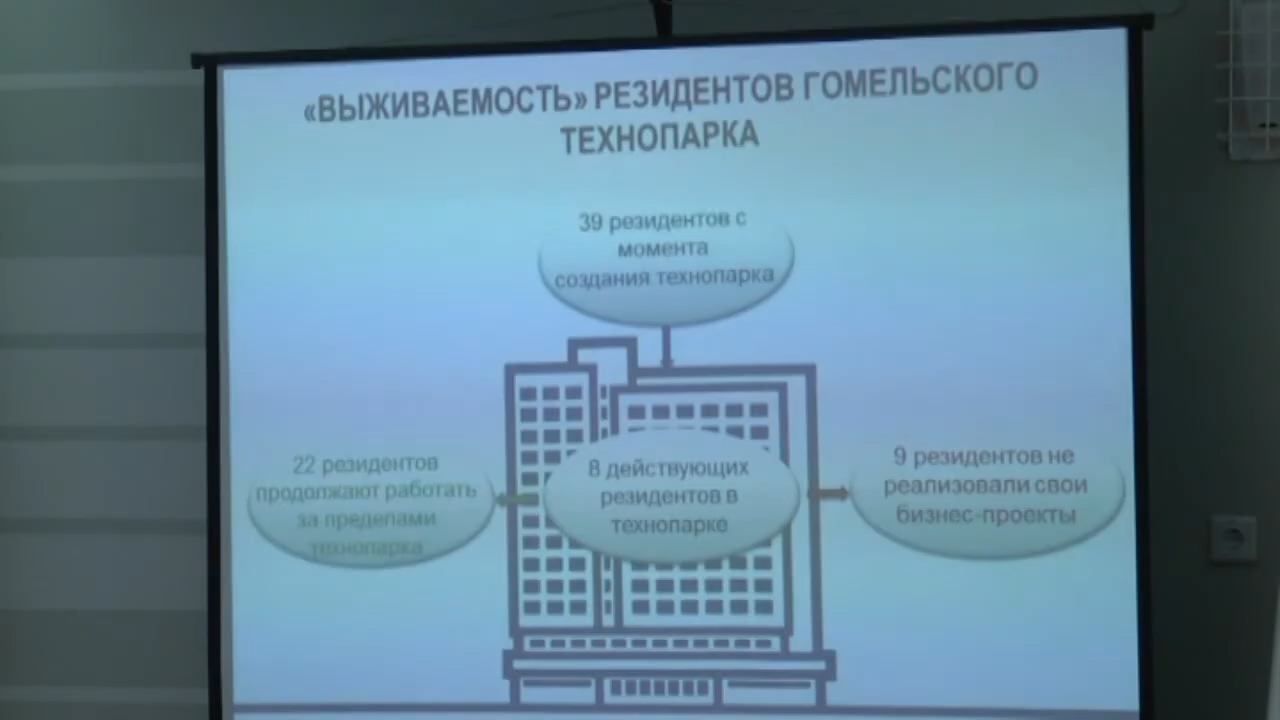 «ВЫЖИВАЕМОСТЬ» РЕЗИДЕНТОВ ГОМЕЛЬСКОГО
ТЕХНОПАРКА
39 резидентов с
момента
создания технопарка
22 резидентов
продолжают работать
за пределами
технопарка
8 действующих
резидентов в
технопарке
9 резидентов не
реализовали свои
бизнес-проекты